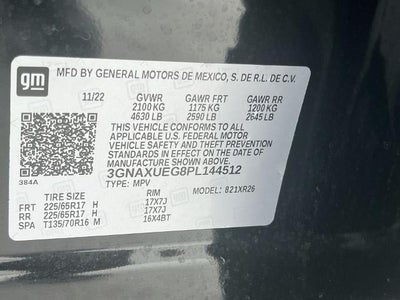 gm
MFD BY GENERAL MOTORS DE MEXICO, S. DE R.L. DE C.V.
11/22 GVWR GAWR FRT GAWR RR
2100 KG 1175 KG 1200 KG
4630 LB 2590 LB 2645 LB
THIS VEHICLE CONFORMS TO ALL APPLICABLE
U.S. FEDERAL MOTOR VEHICLE
VEHICLE SAFETY AND BUMPER
AND THEFT PREVENTION STANDARDS
IN EFFECT ON THE DATE OF
MANUFACTURE SHOWN ABOVE.
384A
3GNAXUEG8PL144512
TYPE: MPV MODEL: 821XR26
TIRE SIZE RIM
FRT 225/65R17 H 17X7J
RR 225/65R17 H 17X7J
SPA T135/70R16 M 16X4BT